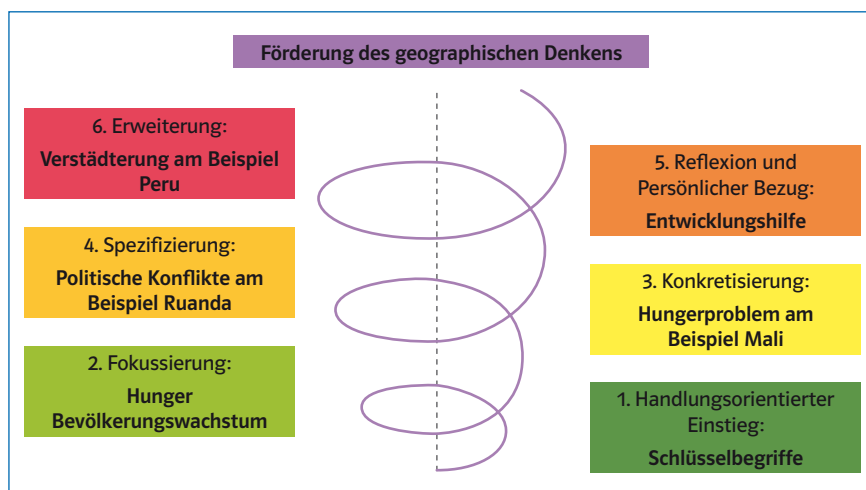 Förderung des geographischen Denkens
6. Erweiterung:
Verstädterung am Beispiel
Peru
5. Reflexion und
Persönlicher Bezug:
Entwicklungshilfe
4. Spezifizierung:
Politische Konflikte am
Beispiel Ruanda
3. Konkretisierung:
Hungerproblem am
Beispiel Mali
2. Fokussierung:
Hunger
Bevölkerungswachstum
1. Handlungsorientierter
Einstieg:
Schlüsselbegriffe